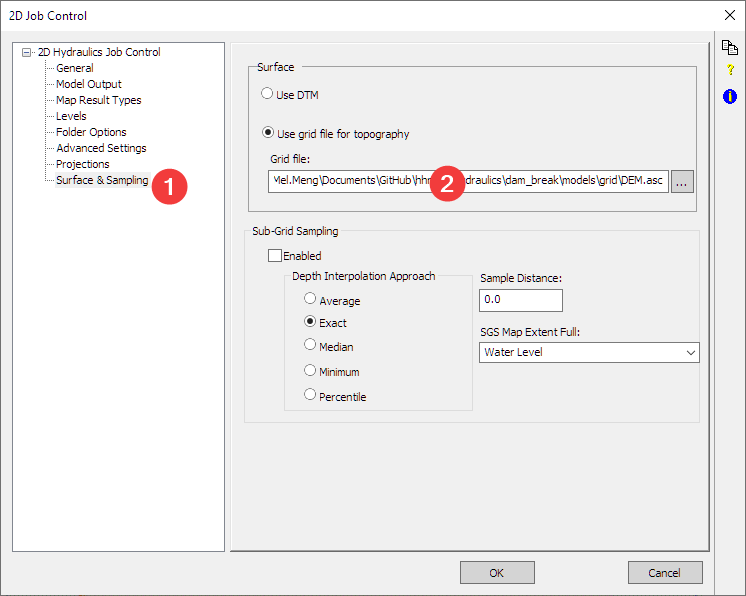 2D Job Control
2D Hydraulics Job Control
General
Model Output
Map Result Types
Levels
Folder Options
Advanced Settings
Projections
Surface & Sampling
1
Surface
Use DTM
Use grid file for topography
Grid file:
Mel.Meng\Documents\GitHub\hhr 2 draulics\dam_break\models\grid\DEM.asc
...
Sub-Grid Sampling
Enabled
Depth Interpolation Approach
Average
Exact
Median
Minimum
Percentile
Sample Distance:
0.0
SGS Map Extent Full:
Water Level
?
i
OK
Cancel